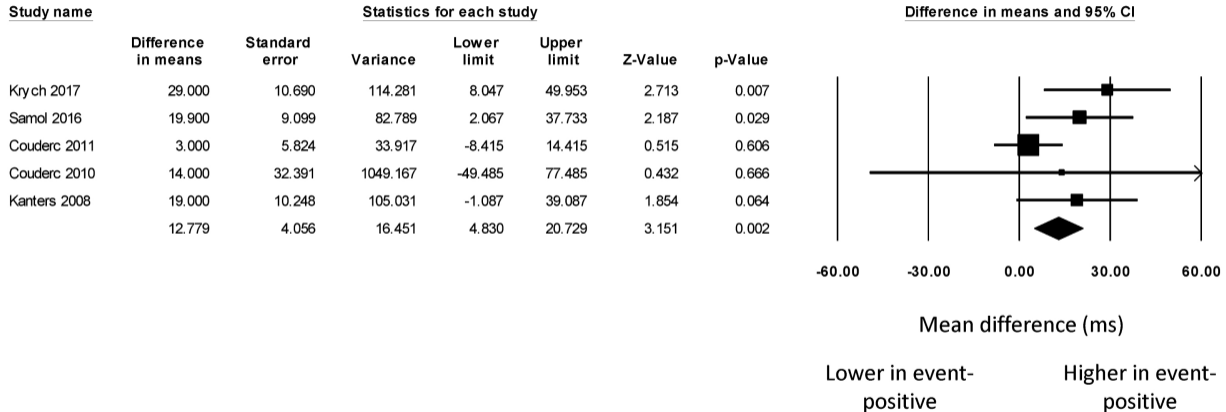 Study name Statistics for each study Difference in means and 95% CI
Difference Standard Lower Upper
in means error Variance limit limit Z-Value p-Value
Krych 2017 29.000 10.690 114.281 8.047 49.953 2.713 0.007
Samol 2016 19.900 9.099 82.789 2.067 37.733 2.187 0.029
Couderc 2011 3.000 5.824 33.917 -8.415 14.415 0.515 0.606
Couderc 2010 14.000 32.391 1049.167 -49.485 77.485 0.432 0.666
Kanters 2008 19.000 10.248 105.031 -1.087 39.087 1.854 0.064
12.779 4.056 16.451 4.830 20.729 3.151 0.002
-60.00 -30.00 0.00 30.00 60.00
Mean difference (ms)
Lower in event- Higher in event-
positive positive